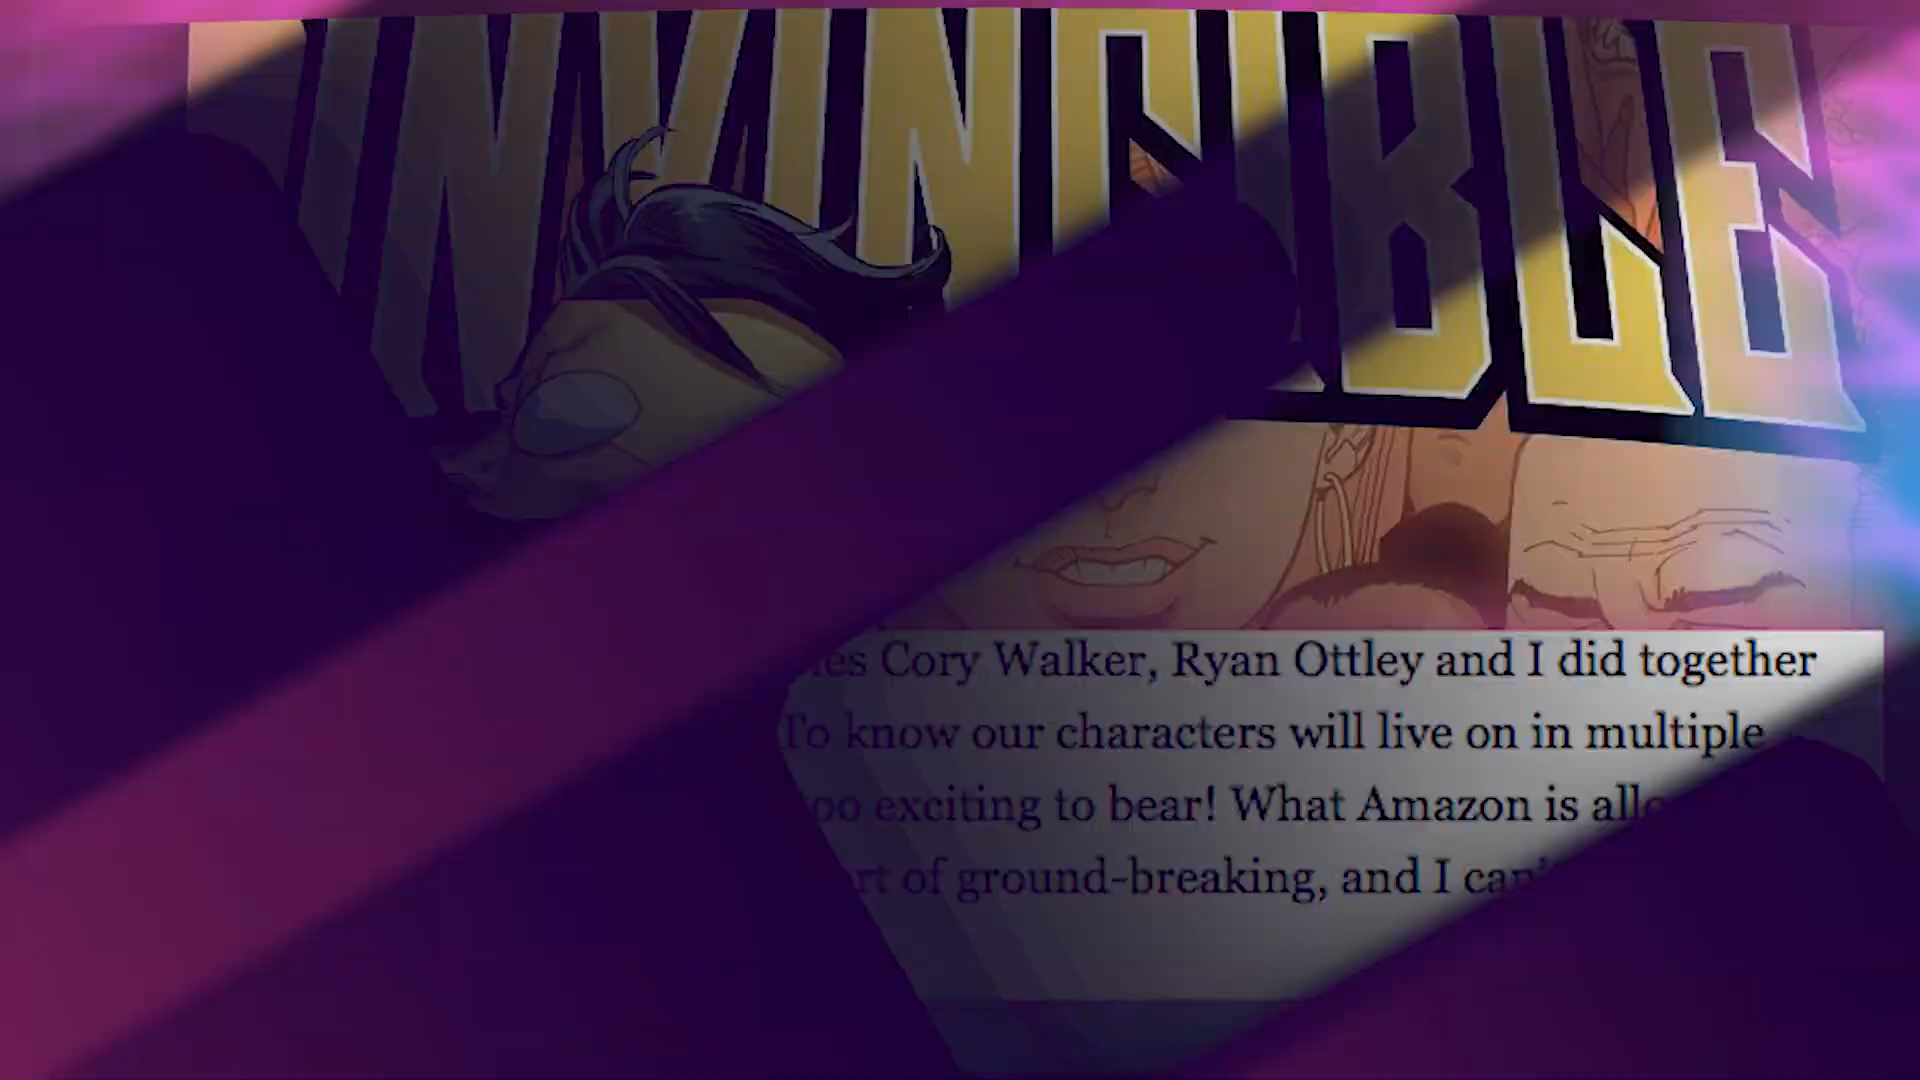 INVINCIBLE
Cory Walker, Ryan Ottley and I did together
To know our characters will live on in multiple
exciting to bear! What Amazon is
of ground-breaking, and I